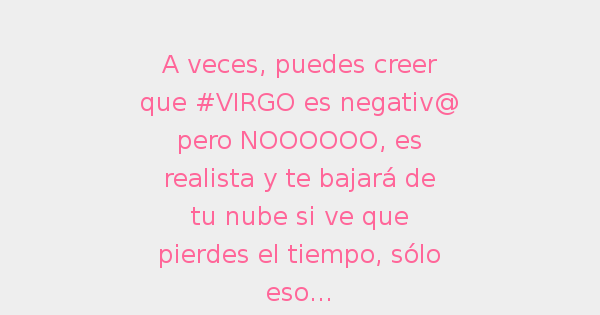 A veces, puedes creer
que #VIRGO es negativ@
pero NOOOOOO, es
realista y te bajará de
tu nube si ve que
pierdes el tiempo, sólo
eso...